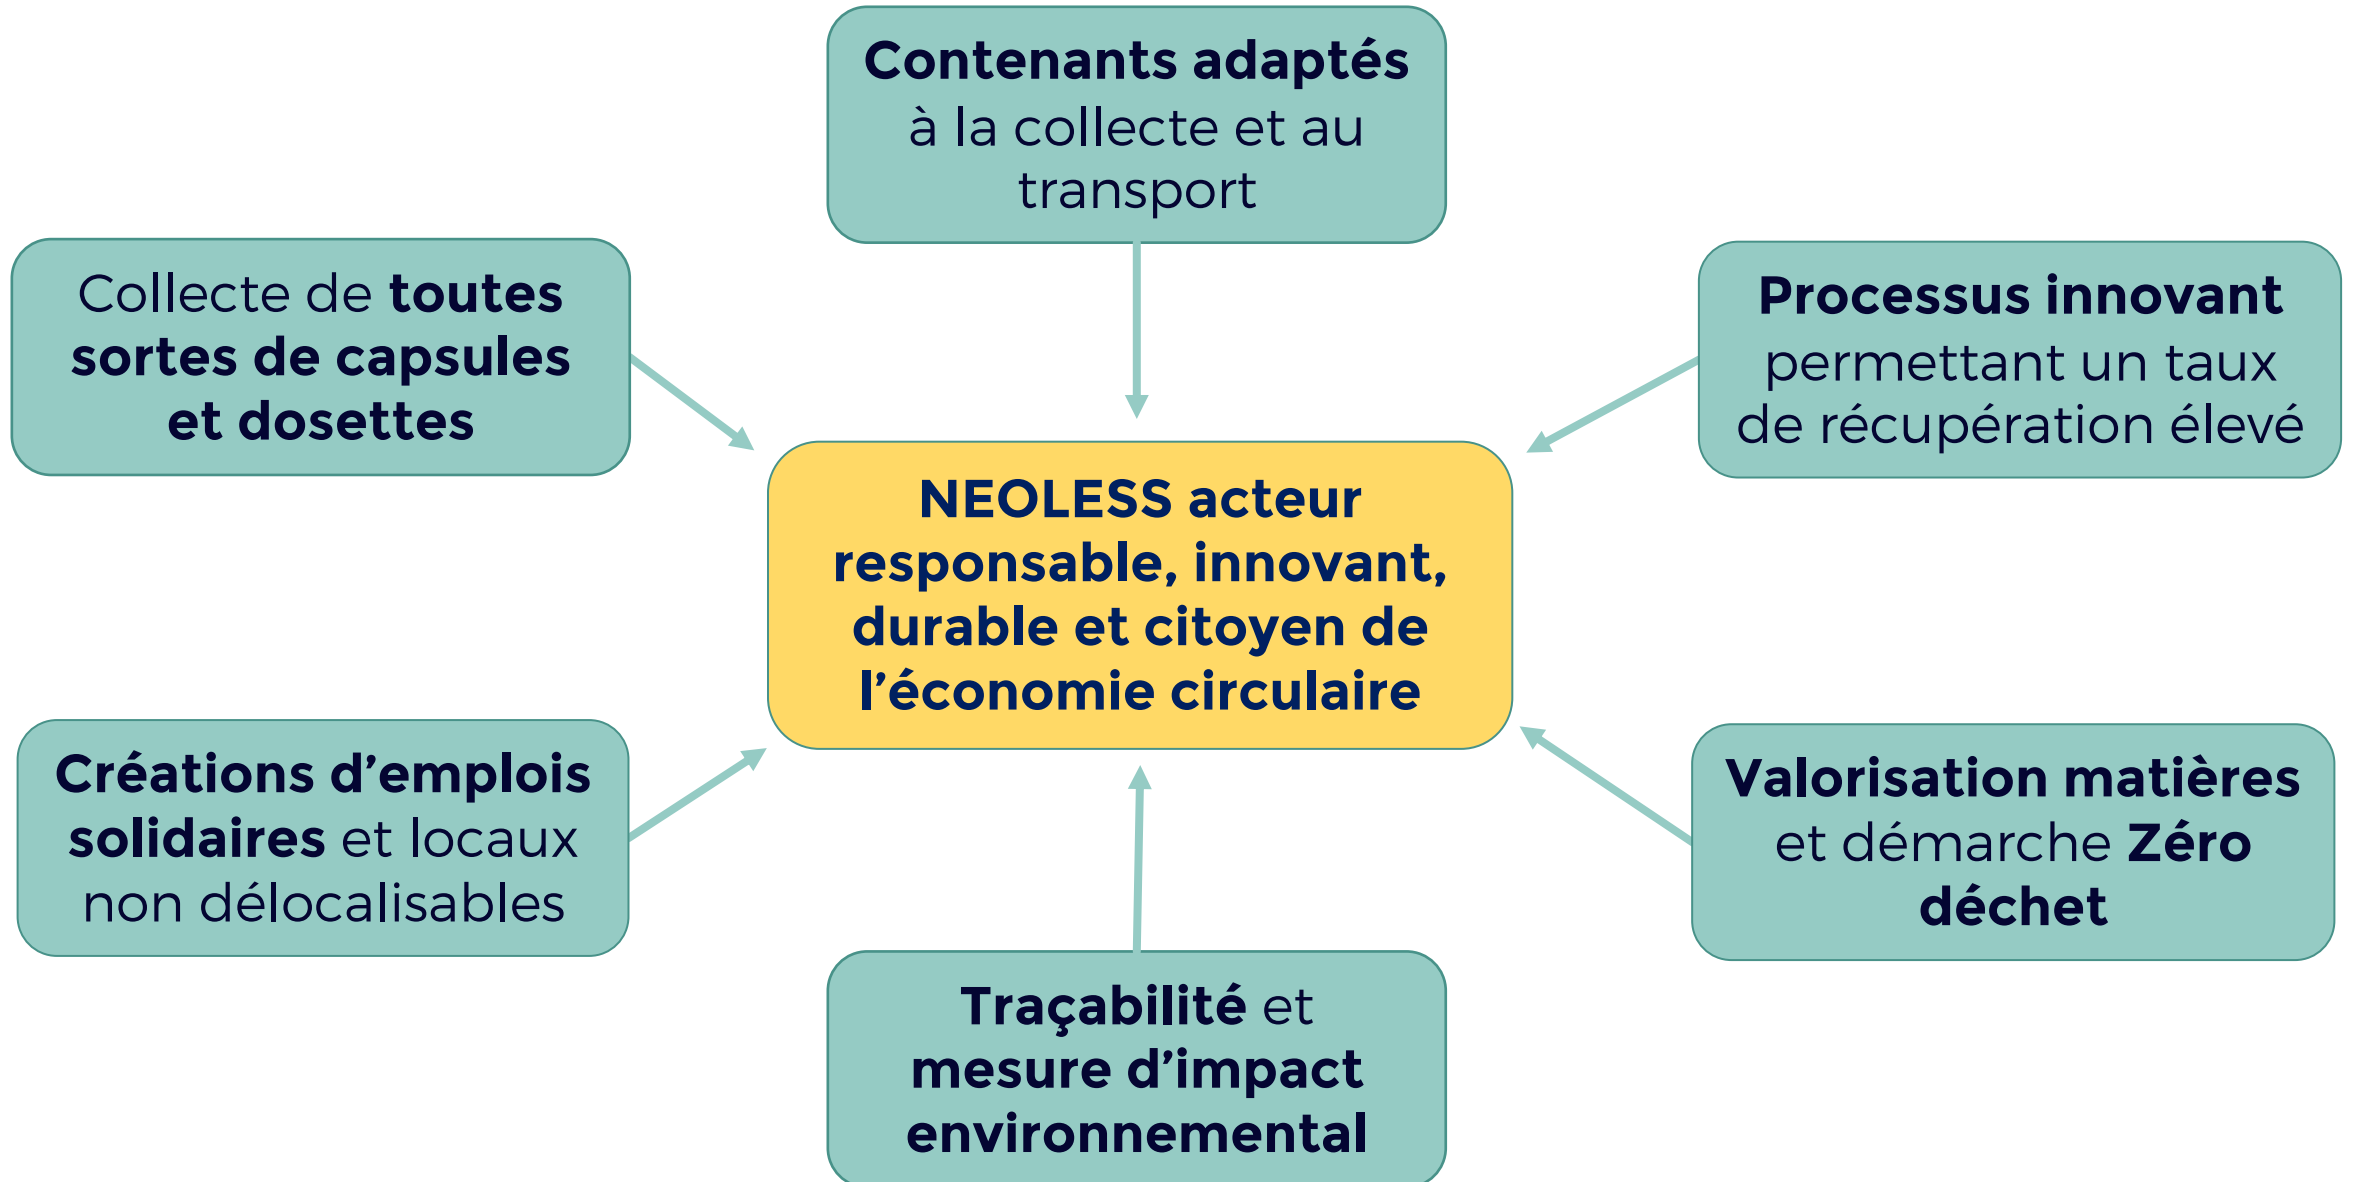 Contenants adaptés
à la collecte et au
transport
Collecte de toutes
sortes de capsules
et dosettes
Processus innovant
permettant un taux
de récupération élevé
NEOLESS acteur
responsable, innovant,
durable et citoyen de
l’économie circulaire
Créations d’emplois
solidaires et locaux
non délocalisables
Valorisation matières
et démarche Zéro
déchet
Traçabilité et
mesure d’impact
environnemental